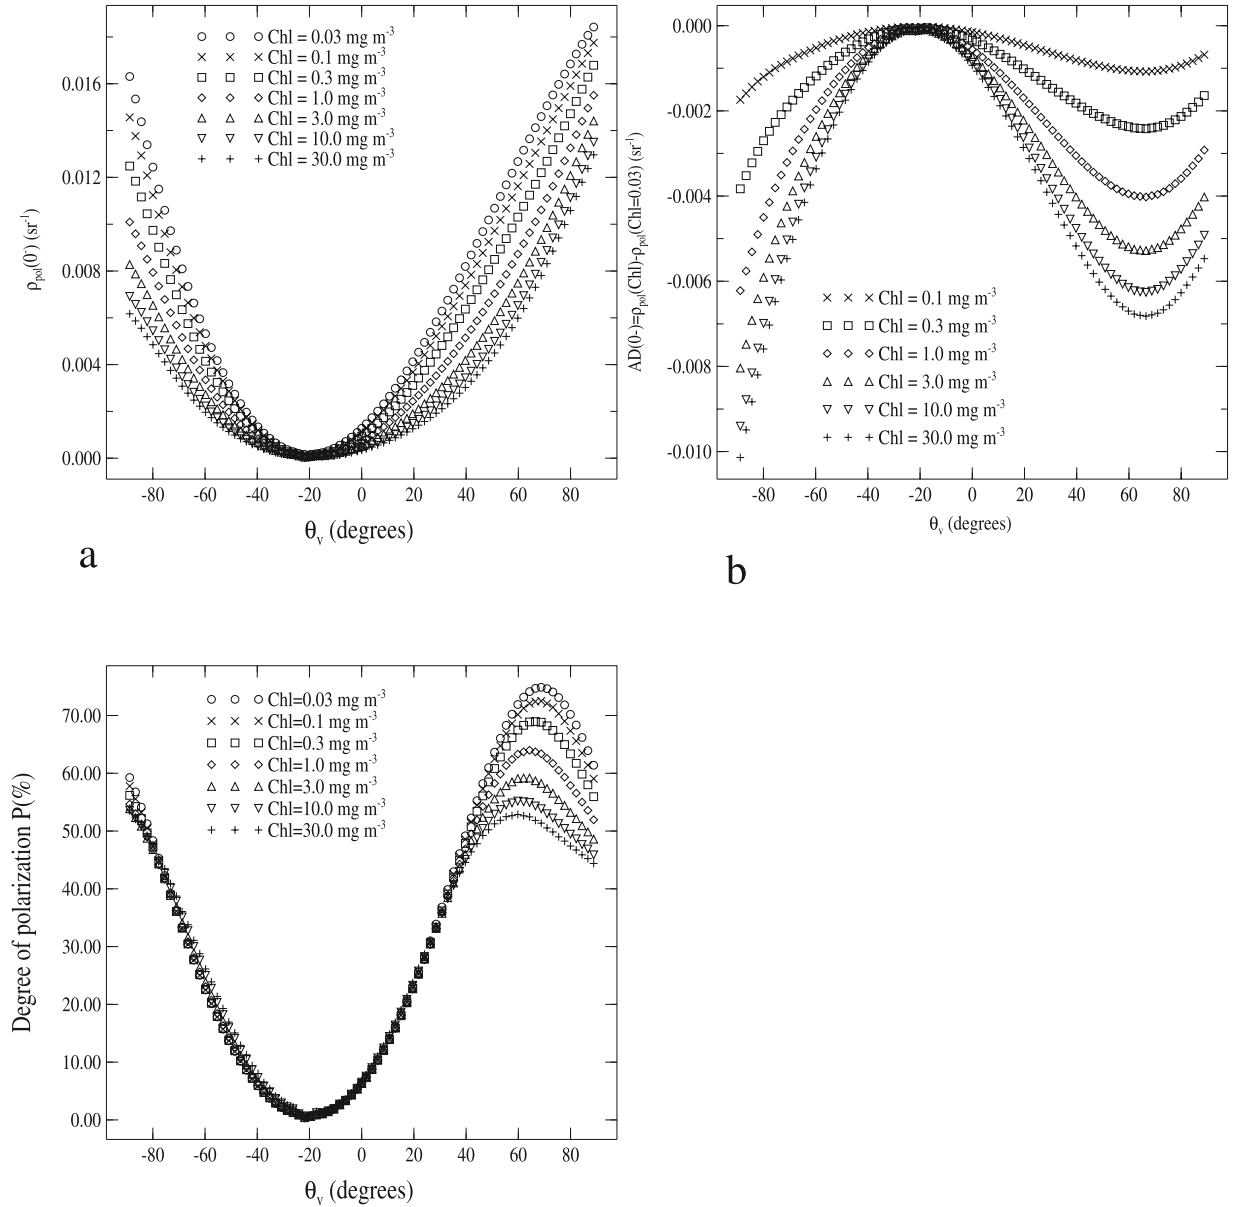 Chl = 0.03 mg m-3
Chl = 0.1 mg m-3
Chl = 0.3 mg m-3
Chl = 1.0 mg m-3
Chl = 3.0 mg m-3
Chl = 10.0 mg m-3
Chl = 30.0 mg m-3
0.016
0.012
0.008
0.004
0.000
ρpol(0-) (sr-1)
-80 -60 -40 -20 0 20 40 60 80
θv (degrees)
a
0.000
-0.002
-0.004
-0.006
-0.008
-0.010
AD(0-)=ρpol(Chl)-ρpol(Chl=0.03) (sr-1)
Chl = 0.1 mg m-3
Chl = 0.3 mg m-3
Chl = 1.0 mg m-3
Chl = 3.0 mg m-3
Chl = 10.0 mg m-3
Chl = 30.0 mg m-3
-80 -60 -40 -20 0 20 40 60 80
θv (degrees)
b
Chl=0.03 mg m-3
Chl=0.1 mg m-3
Chl=0.3 mg m-3
Chl=1.0 mg m-3
Chl=3.0 mg m-3
Chl=10.0 mg m-3
Chl=30.0 mg m-3
70.00
60.00
50.00
40.00
30.00
20.00
10.00
0.00
Degree of polarization P(%)
-80 -60 -40 -20 0 20 40 60 80
θv (degrees)